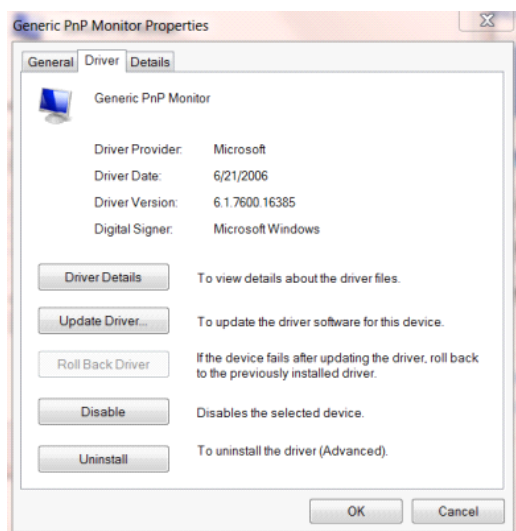 Generic PnP Monitor Properties
General Driver Details
Generic PnP Monitor
Driver Provider: Microsoft
Driver Date: 6/21/2006
Driver Version: 6.1.7600.16385
Digital Signer: Microsoft Windows
Driver Details To view details about the driver files.
Update Driver... To update the driver software for this device.
Roll Back Driver If the device fails after updating the driver, roll back
to the previously installed driver.
Disable Disables the selected device.
Uninstall To uninstall the driver (Advanced).
OK Cancel